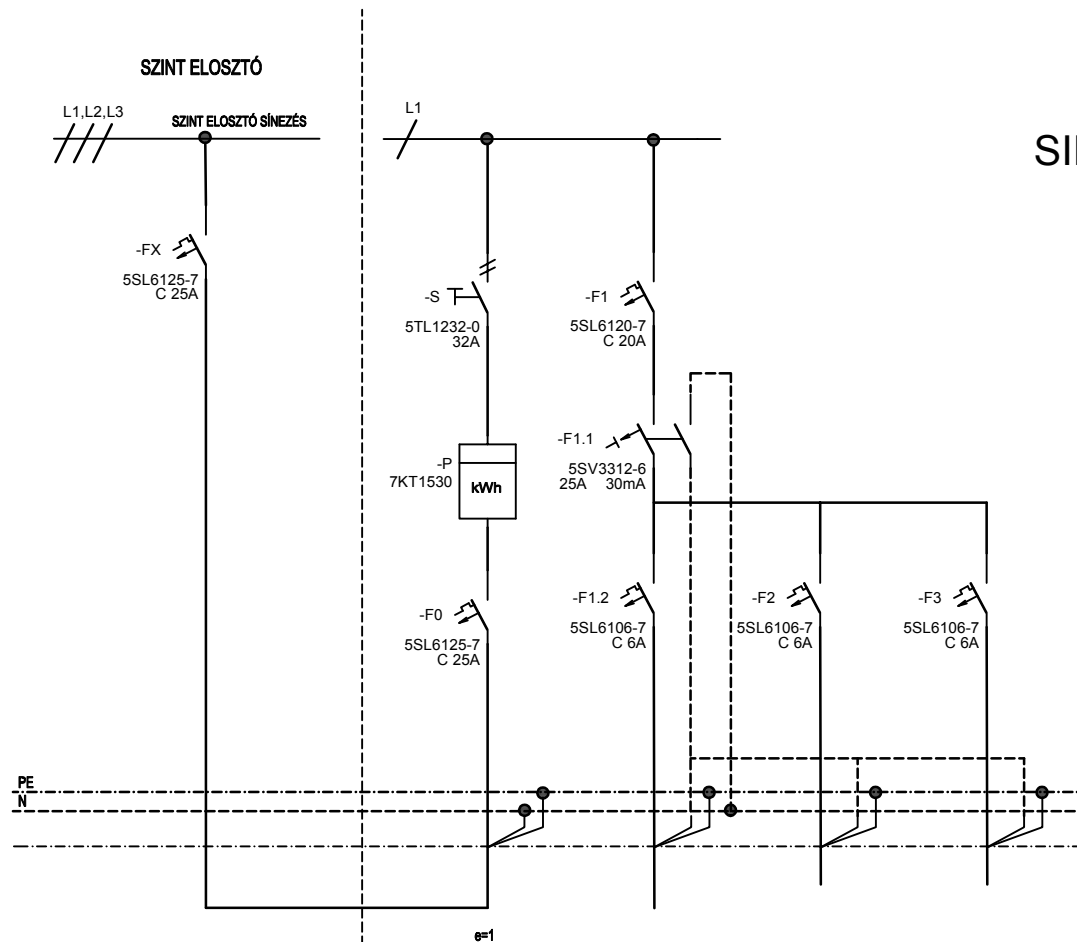 SZINT ELOSZTÓ
L1,L2,L3
SZINT ELOSZTÓ SÍNEZÉS
L1
SI
-FX
5SL6125-7
C 25A
-S
5TL1232-0
32A
-F1
5SL6120-7
C 20A
-P
7KT1530
kWh
-F1.1
5SV3312-6
25A 30mA
-F0
5SL6125-7
C 25A
-F1.2
5SL6106-7
C 6A
-F2
5SL6106-7
C 6A
-F3
5SL6106-7
C 6A
PE
N
e=1